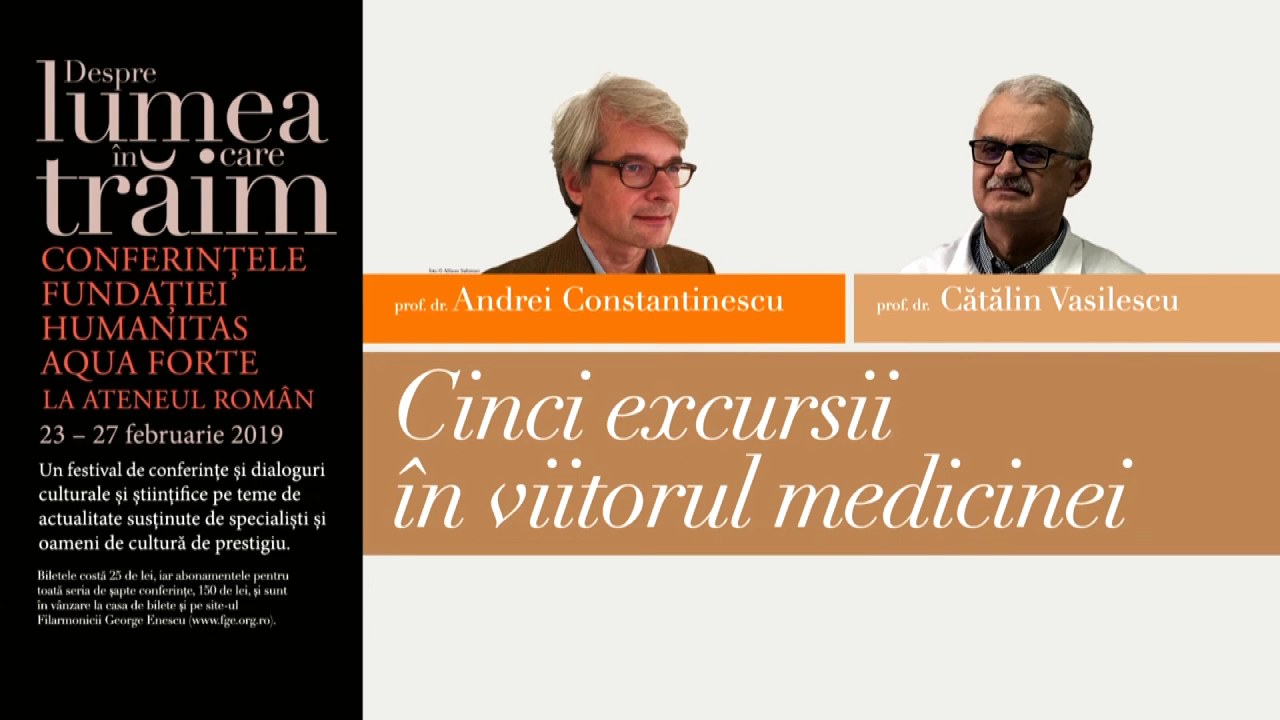 Despre
lumea
în care
trăim
CONFERINȚELE
FUNDAȚIEI
HUMANITAS
AQUA FORTE
LA ATENEUL ROMÂN
23 – 27 februarie 2019
Un festival de conferințe și dialoguri
culturale și științifice pe teme de
actualitate susținute de specialiști și
oameni de cultură de prestigiu.
Biletele costă 25 de lei, iar abonamentele pentru
toată seria de șapte conferințe, 150 de lei, și sunt
în vânzare la casa de bilete și pe site-ul
Filarmonicii George Enescu (www.fge.org.ro).
prof. dr. Andrei Constantinescu
prof. dr. Cătălin Vasilescu
Cinci excursii
în viitorul medicinei